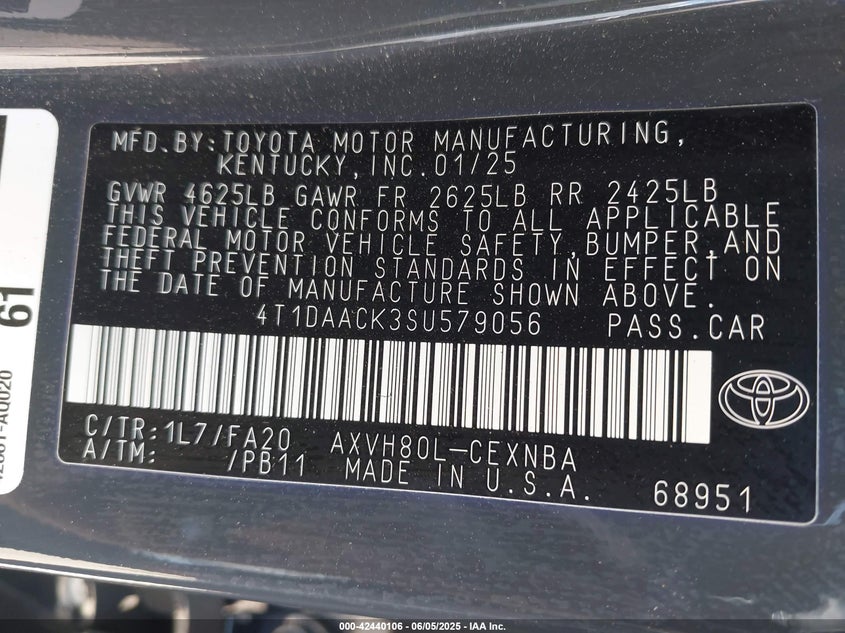 MFD.BY:TOYOTA MOTOR MANUFACTURING,
KENTUCKY,INC.01/25
GVWR 4625LB GAWR FR 2625LB RR 2425LB
THIS VEHICLE CONFORMS TO ALL APPLICABLE
FEDERAL MOTOR VEHICLE SAFETY,BUMPER,AND
THEFT PREVENTION STANDARDS IN EFFECT ON
THE DATE OF MANUFACTURE SHOWN ABOVE.
4T1DAACK3SU579056 PASS.CAR
C/TR:1L7/FA20 AXVH80L-CEXNBA
A/TM: /PB11 MADE IN U.S.A.
68951
61
000-42440106 - 06/05/2025 - IAA Inc.